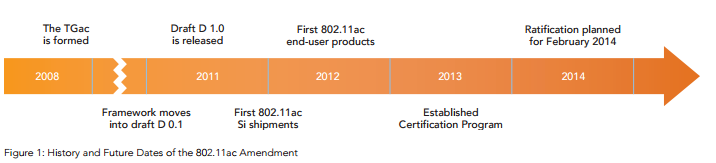 The TGac
is formed
Draft D 1.0
is released
First 802.11ac
end-user products
Ratification planned
for February 2014
2008
2011
2012
2013
2014
Framework moves
into draft D 0.1
First 802.11ac
Si shipments
Established
Certification Program
Figure 1: History and Future Dates of the 802.11ac Amendment